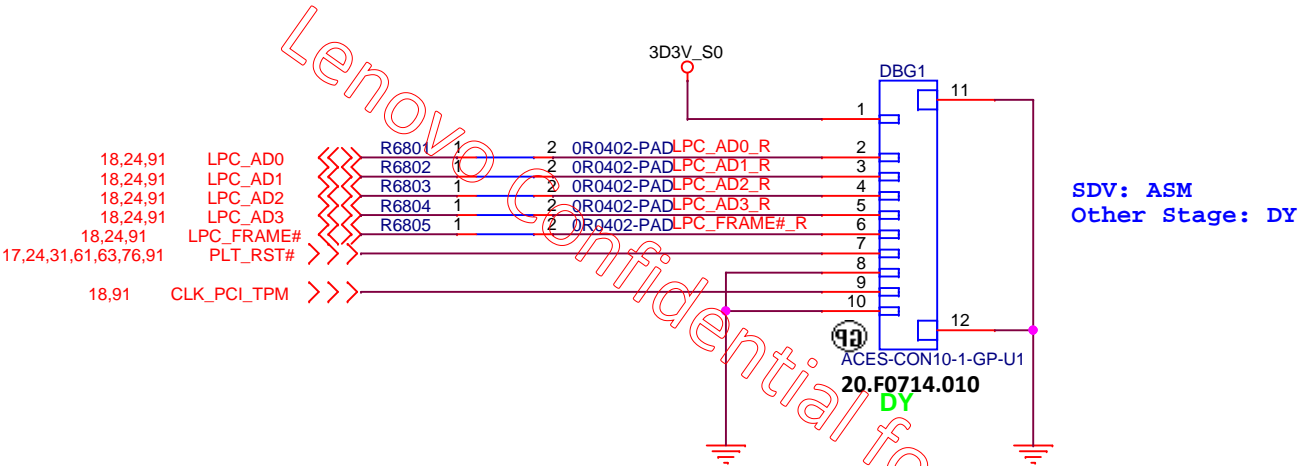 3D3V_S0
DBG1
11
1
R6801 1 2 0R0402-PAD LPC_AD0_R 2
18,24,91 LPC_AD0
R6802 1 2 0R0402-PAD LPC_AD1_R 3
18,24,91 LPC_AD1
R6803 1 2 0R0402-PAD LPC_AD2_R 4
18,24,91 LPC_AD2
R6804 1 2 0R0402-PAD LPC_AD3_R 5
18,24,91 LPC_AD3
R6805 1 2 0R0402-PAD LPC_FRAME#_R 6
18,24,91 LPC_FRAME#
7
17,24,31,61,63,76,91 PLT_RST#
8
9
18,91 CLK_PCI_TPM
10
12
GP
ACES-CON10-1-GP-U1
20.F0714.010
DY
SDV: ASM
Other Stage: DY
Lenovo Confidential fo